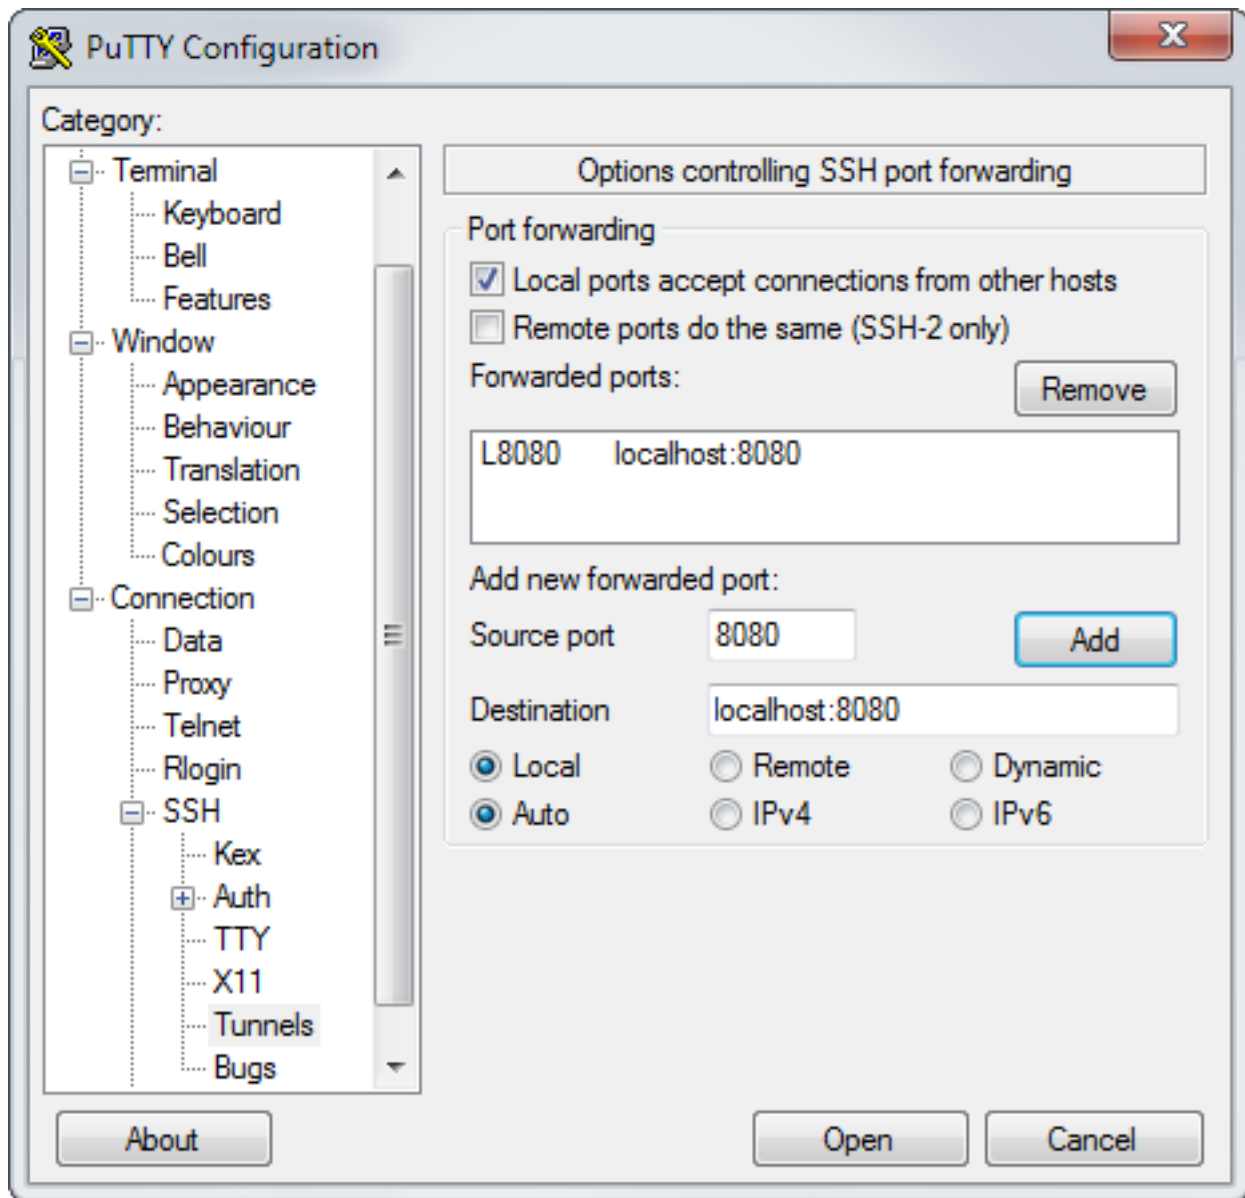 PuTTY Configuration
Category:
Terminal
Keyboard
Bell
Features
Window
Appearance
Behaviour
Translation
Selection
Colours
Connection
Data
Proxy
Telnet
Rlogin
SSH
Kex
Auth
TTY
X11
Tunnels
Bugs
Options controlling SSH port forwarding
Port forwarding
Local ports accept connections from other hosts
Remote ports do the same (SSH-2 only)
Forwarded ports:
Remove
L8080 localhost:8080
Add new forwarded port:
Source port 8080 Add
Destination localhost:8080
Local Remote Dynamic
Auto IPv4 IPv6
About Open Cancel